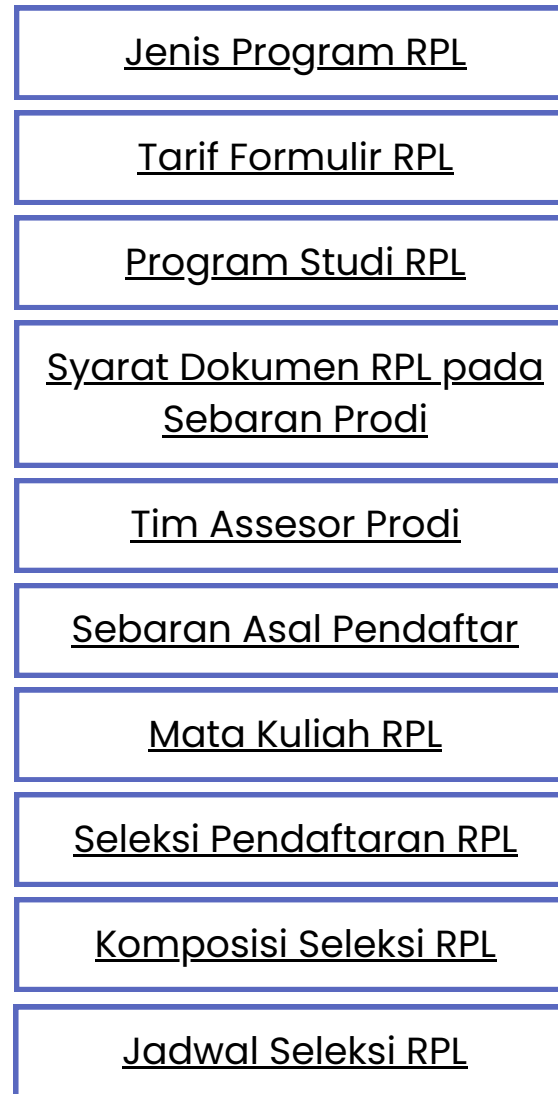 Jenis Program RPL
Tarif Formulir RPL
Program Studi RPL
Syarat Dokumen RPL pada
Sebaran Prodi
Tim Assesor Prodi
Sebaran Asal Pendaftar
Mata Kuliah RPL
Seleksi Pendaftaran RPL
Komposisi Seleksi RPL
Jadwal Seleksi RPL